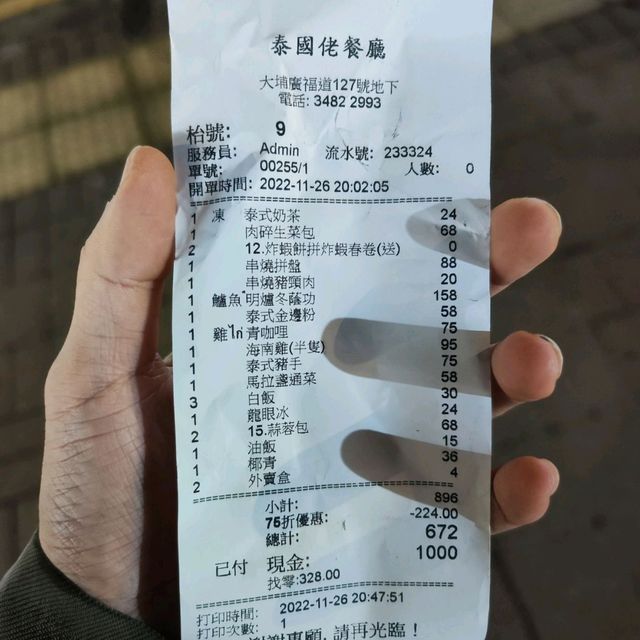 泰國佬餐廳
大埔廣福道127號地下
電話: 3482 2993
枱號: 9
服務員: Admin 流水號: 233324
單號: 00255/1 人數: 0
開單時間: 2022-11-26 20:02:05
1 凍 泰式奶茶 24
1 肉碎生菜包 68
2 12.炸蝦餅拼炸蝦春卷(送) 0
1 串燒拼盤 88
1 串燒豬頸肉 20
1 鱸魚 明爐冬蔭功 158
1 泰式金邊粉 58
1 雞ไก่ 青咖哩 75
1 海南雞(半隻) 95
1 泰式豬手 75
1 馬拉盞通菜 58
3 白飯 30
1 龍眼冰 24
2 15.蒜蓉包 68
1 油飯 15
1 椰青 36
2 外賣盒 4
小計: 896
75折優惠: -224.00
總計: 672
已付 現金: 1000
找零:328.00
打印時間: 2022-11-26 20:47:51
打印次數: 1
謝謝惠顧, 請再光臨！